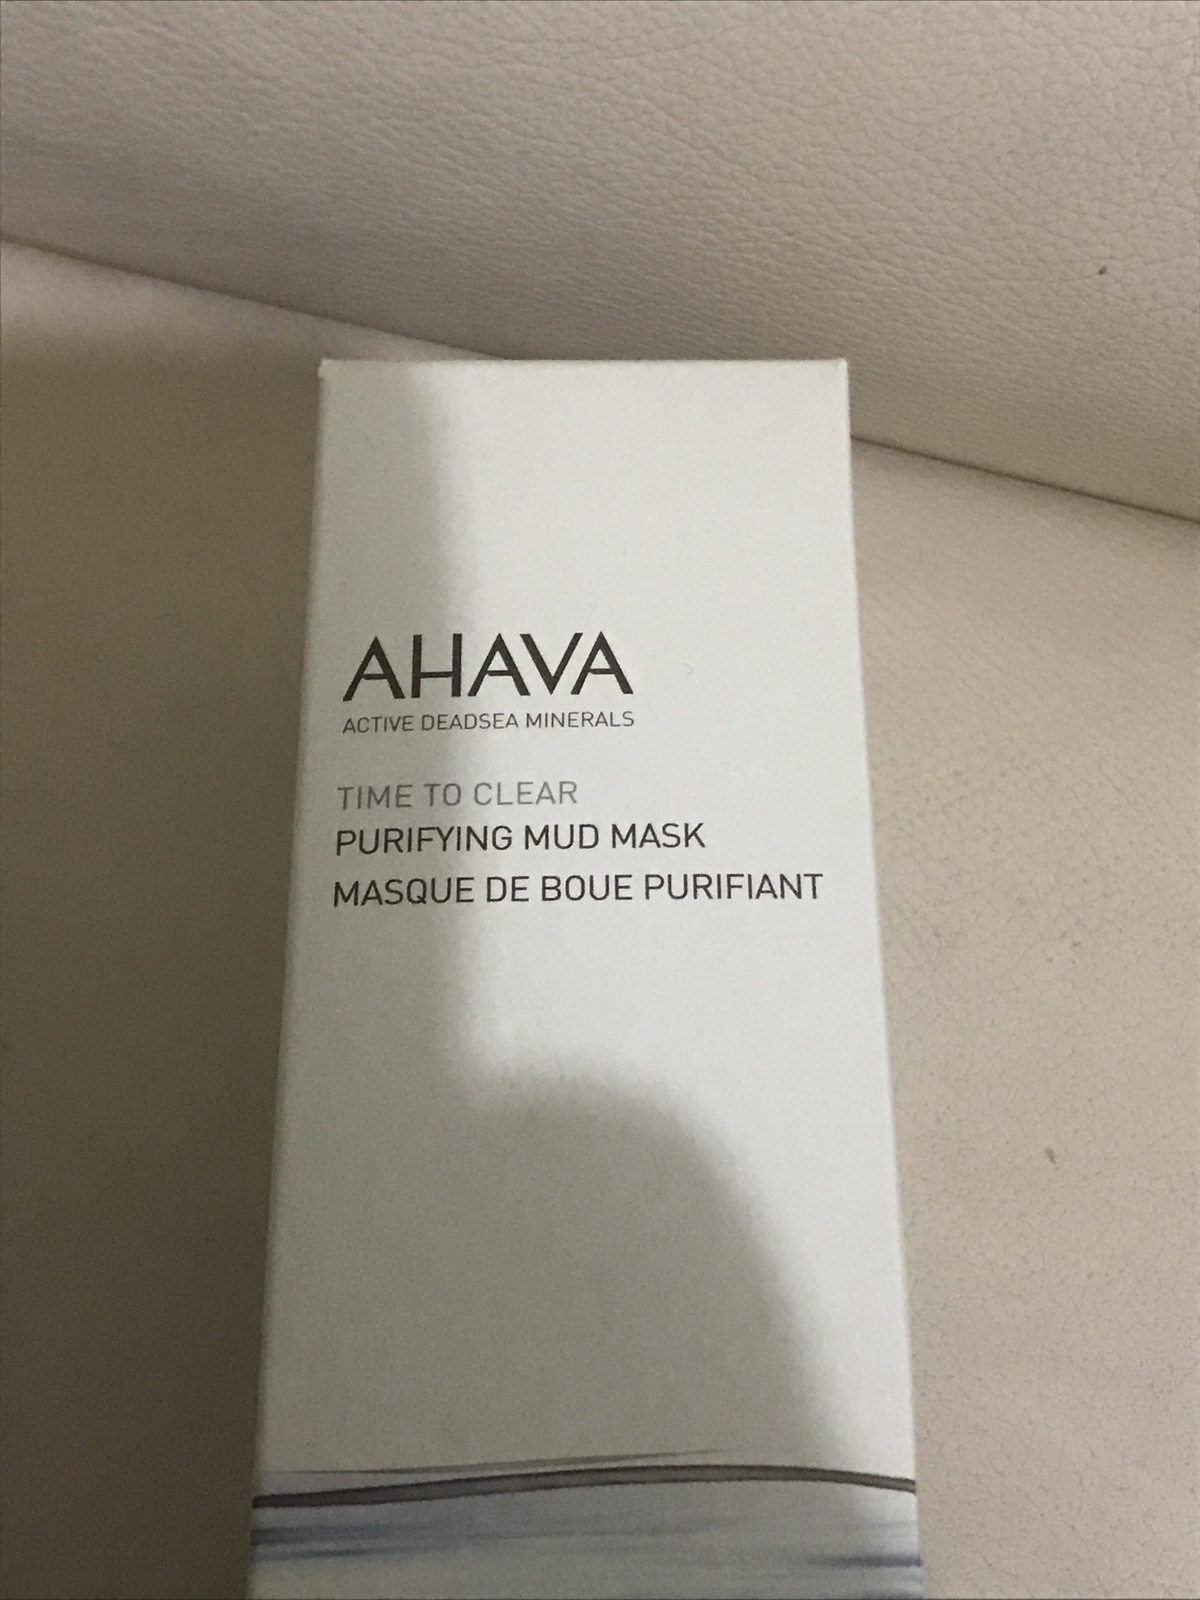 AHAVA
ACTIVE DEADSEA MINERALS
TIME TO CLEAR
PURIFYING MUD MASK
MASQUE DE BOUE PURIFIANT